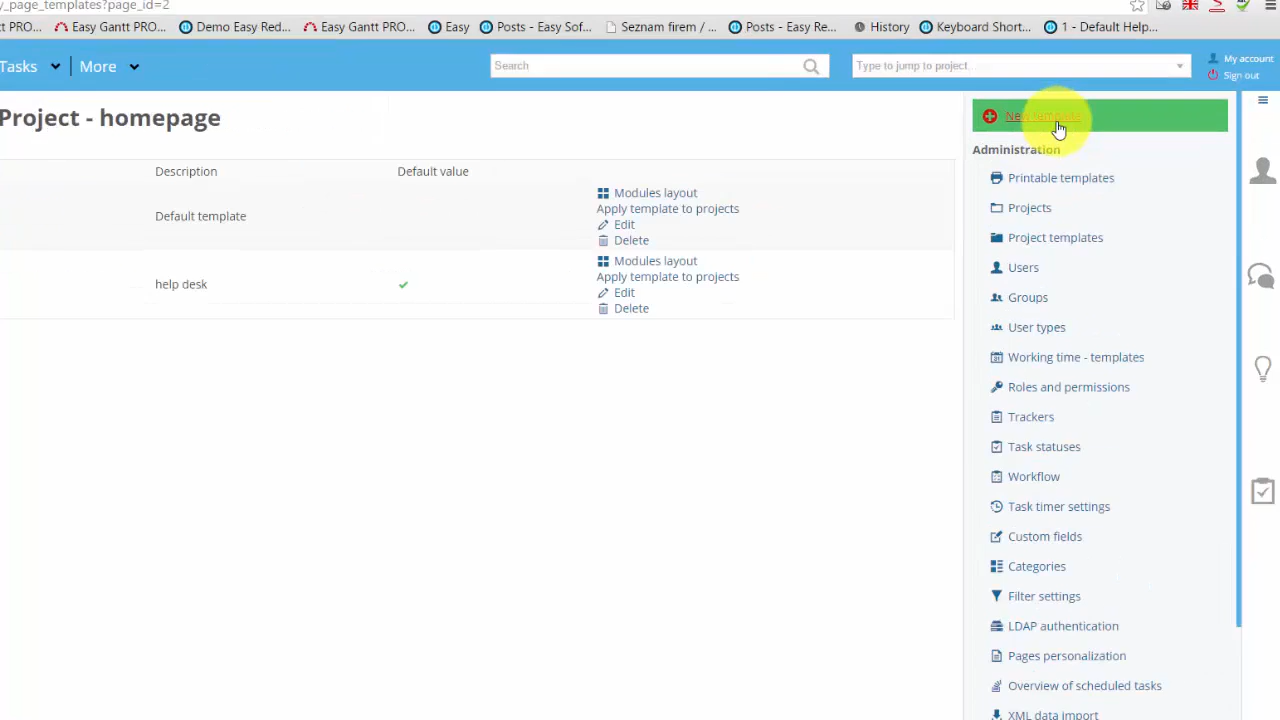 y_page_templates?page_id=2
ct PRO... Easy Gantt PRO... Demo Easy Red... Easy Gantt PRO... Easy Posts - Easy Sof... Seznam firem / ... Posts - Easy Re... History Keyboard Short... 1 - Default Help...
Tasks More Search Type to jump to project... My account
Sign out
Project - homepage
New template
Administration
Description Default value
Default template
Modules layout
Apply template to projects
Edit
Delete
help desk
Modules layout
Apply template to projects
Edit
Delete
Printable templates
Projects
Project templates
Users
Groups
User types
Working time - templates
Roles and permissions
Trackers
Task statuses
Workflow
Task timer settings
Custom fields
Categories
Filter settings
LDAP authentication
Pages personalization
Overview of scheduled tasks
XML data import